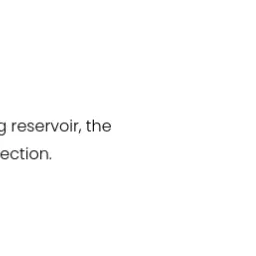 g reservoir, the
ection.